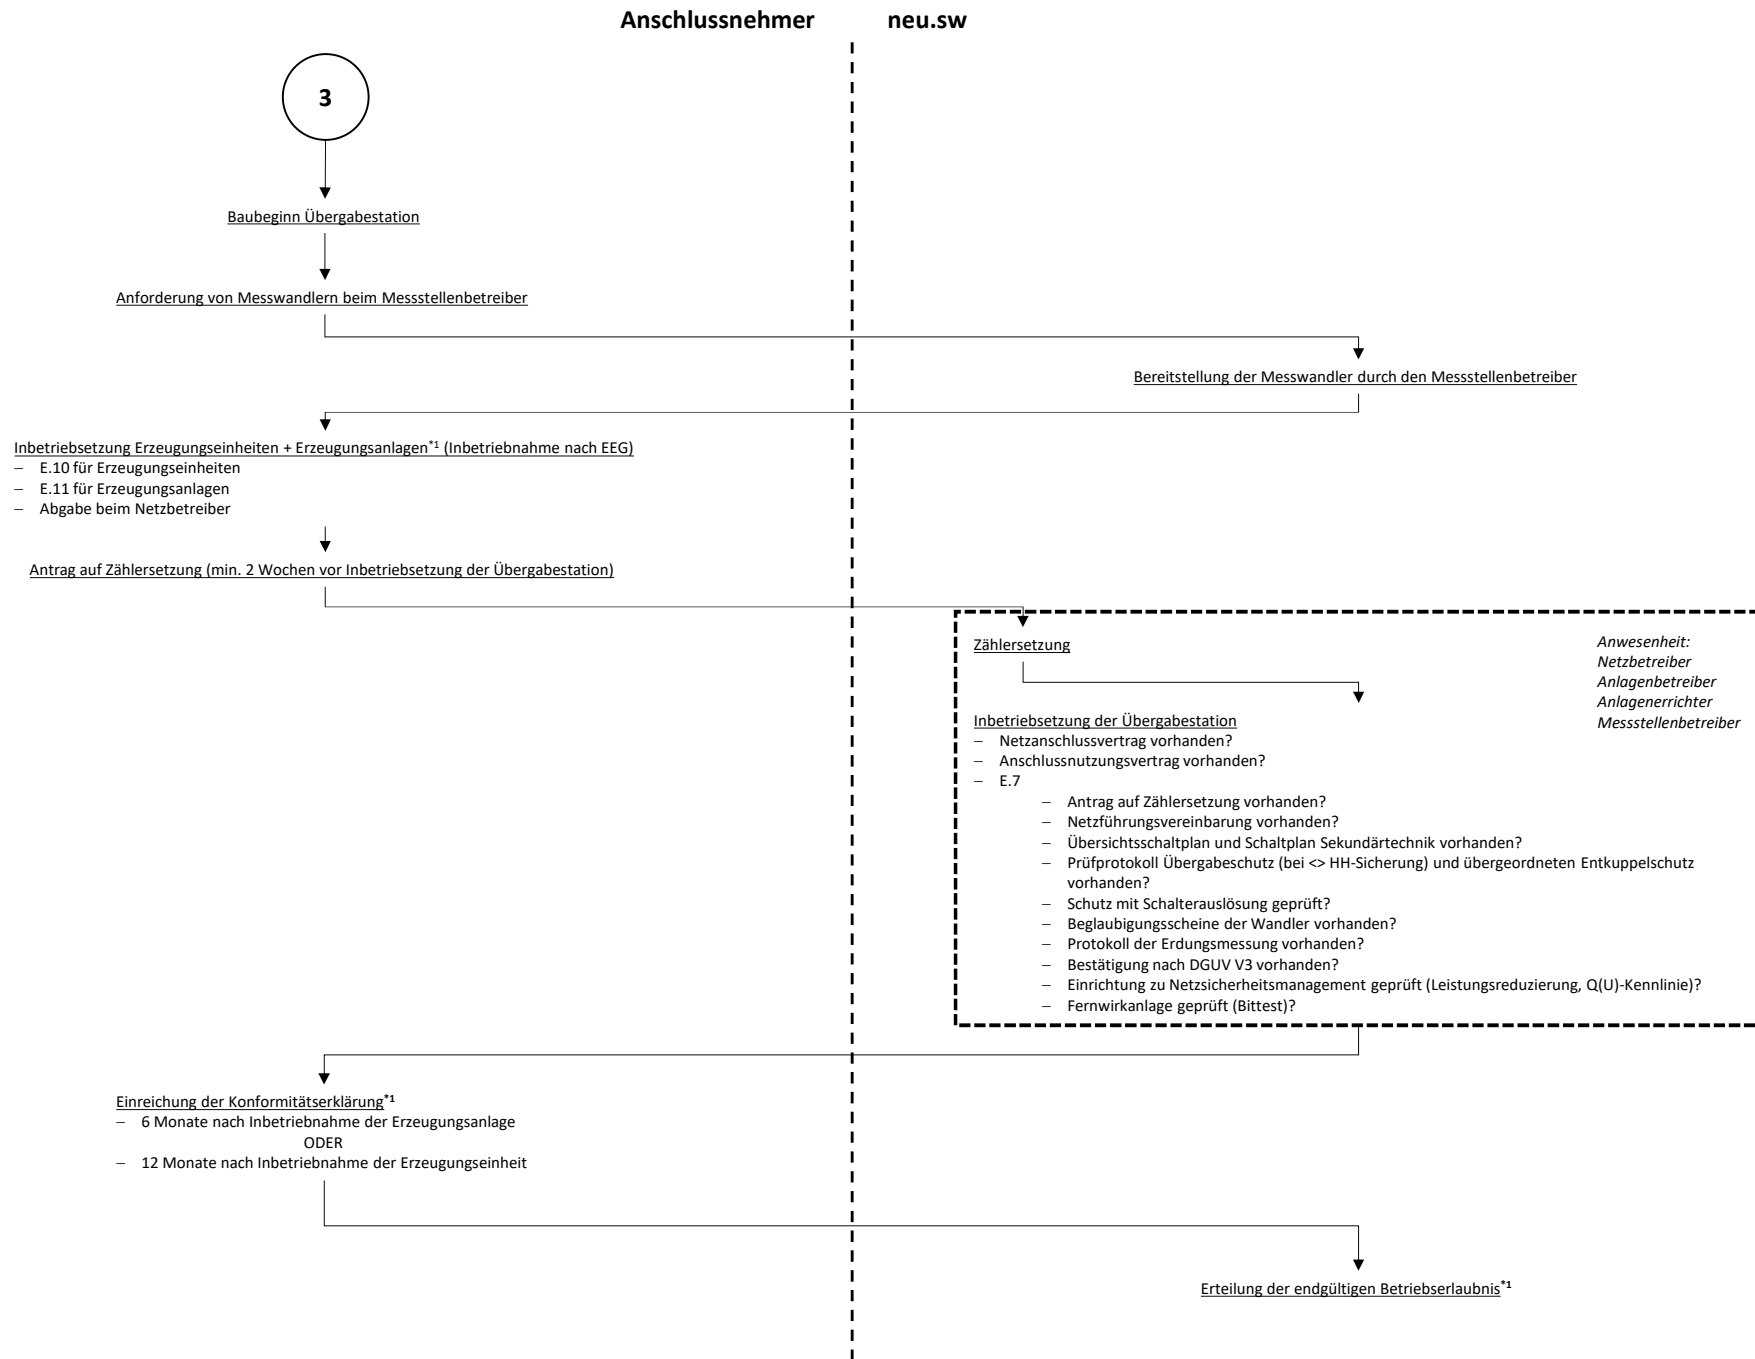 Anschlussnehmer neu.sw
3
Baubeginn Übergabestation
Anforderung von Messwandlern beim Messstellenbetreiber
Bereitstellung der Messwandler durch den Messstellenbetreiber
Inbetriebsetzung Erzeugungseinheiten + Erzeugungsanlagen*1 (Inbetriebnahme nach EEG)
– E.10 für Erzeugungseinheiten
– E.11 für Erzeugungsanlagen
– Abgabe beim Netzbetreiber
Antrag auf Zählersetzung (min. 2 Wochen vor Inbetriebsetzung der Übergabestation)
Zählersetzung
Anwesenheit:
Netzbetreiber
Anlagenbetreiber
Anlagenerrichter
Messstellenbetreiber
Inbetriebsetzung der Übergabestation
– Netzanschlussvertrag vorhanden?
– Anschlussnutzungsvertrag vorhanden?
– E.7
– Antrag auf Zählersetzung vorhanden?
– Netzführungsvereinbarung vorhanden?
– Übersichtsschaltplan und Schaltplan Sekundärtechnik vorhanden?
– Prüfprotokoll Übergabeschutz (bei <> HH-Sicherung) und übergeordneten Entkuppelschutz
vorhanden?
– Schutz mit Schalterauslösung geprüft?
– Beglaubigungsscheine der Wandler vorhanden?
– Protokoll der Erdungsmessung vorhanden?
– Bestätigung nach DGUV V3 vorhanden?
– Einrichtung zu Netzsicherheitsmanagement geprüft (Leistungsreduzierung, Q(U)-Kennlinie)?
– Fernwirkanlage geprüft (Bittest)?
Einreichung der Konformitätserklärung*1
– 6 Monate nach Inbetriebnahme der Erzeugungsanlage
ODER
– 12 Monate nach Inbetriebnahme der Erzeugungseinheit
Erteilung der endgültigen Betriebserlaubnis*1